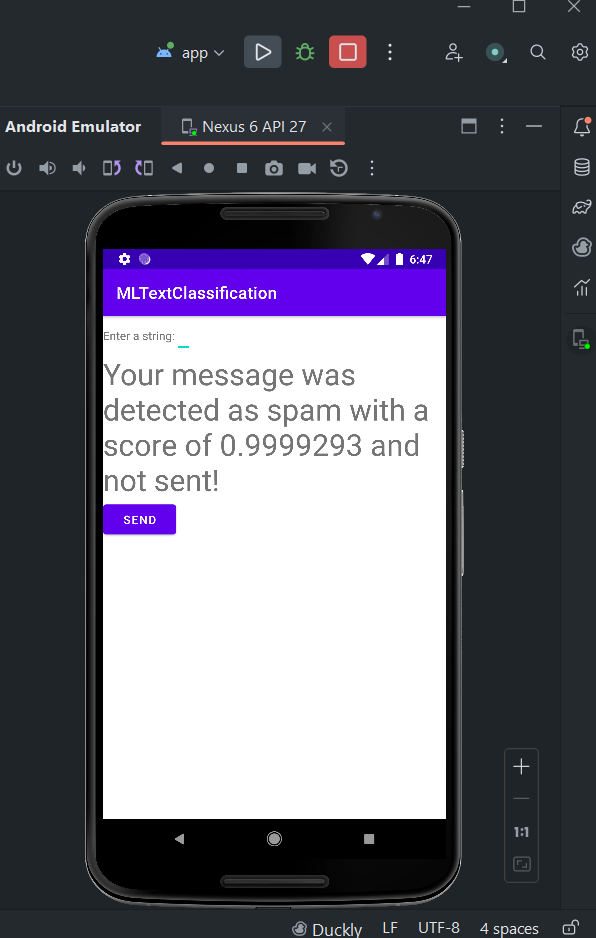 app
Android Emulator
Nexus 6 API 27
6:47
MLTextClassification
Enter a string:
Your message was
detected as spam with a
score of 0.9999293 and
not sent!
SEND
1:1
Duckly
LF
UTF-8
4 spaces